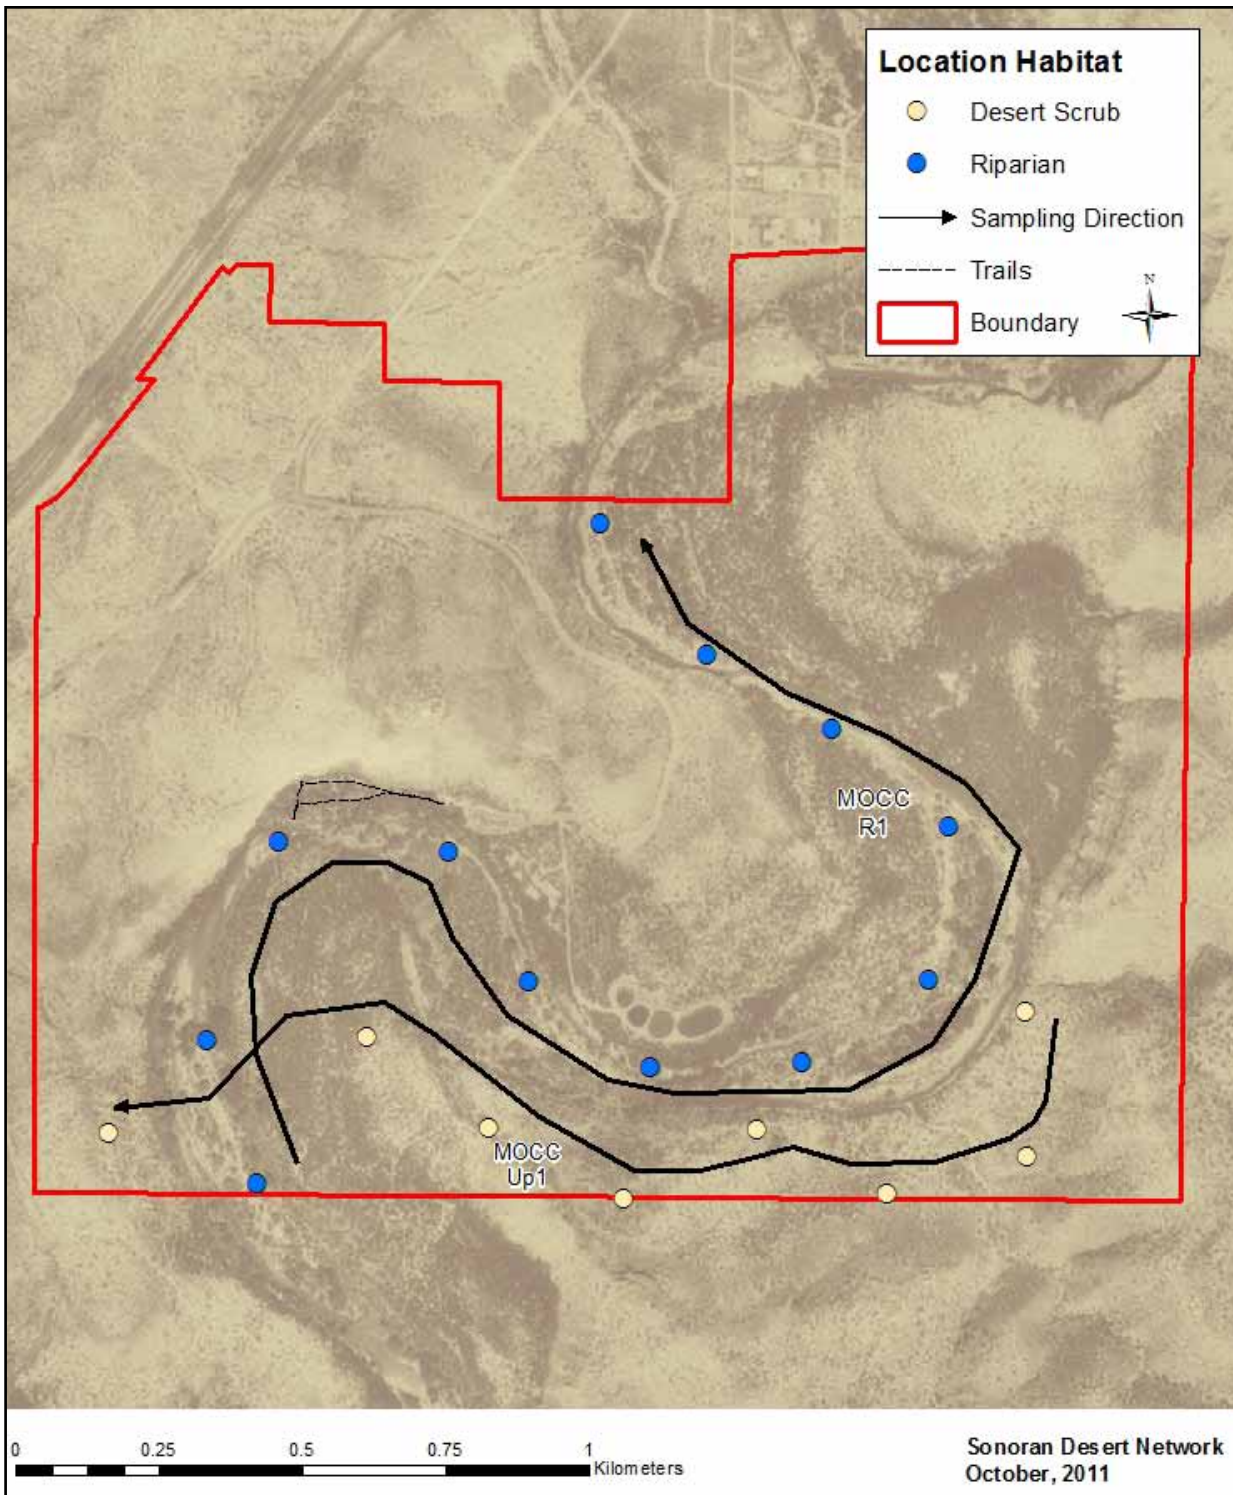 Location Habitat
Desert Scrub
Riparian
Sampling Direction
Trails
N
Boundary
MOCC
R1
MOCC
Up1
0 0.25 0.5 0.75 1
Kilometers
Sonoran Desert Network
October, 2011